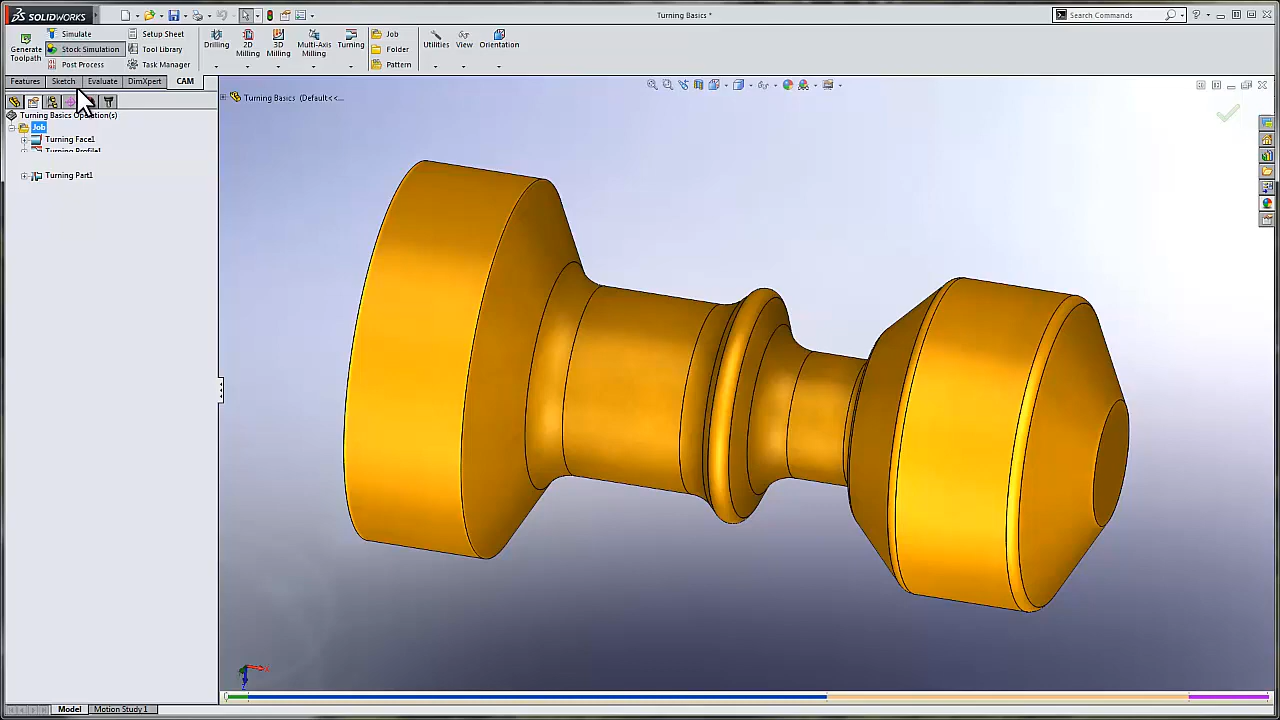 SOLIDWORKS
Turning Basics *
Search Commands
Generate
Toolpath
Simulate
Stock Simulation
Post Process
Setup Sheet
Tool Library
Task Manager
Drilling
2D
Milling
3D
Milling
Multi-Axis
Milling
Turning
Job
Folder
Pattern
Utilities
View
Orientation
Features
Sketch
Evaluate
DimXpert
CAM
Turning Basics (Default<<...
Job
Turning Face1
Turning Profile1
Turning Part1
Model
Motion Study 1